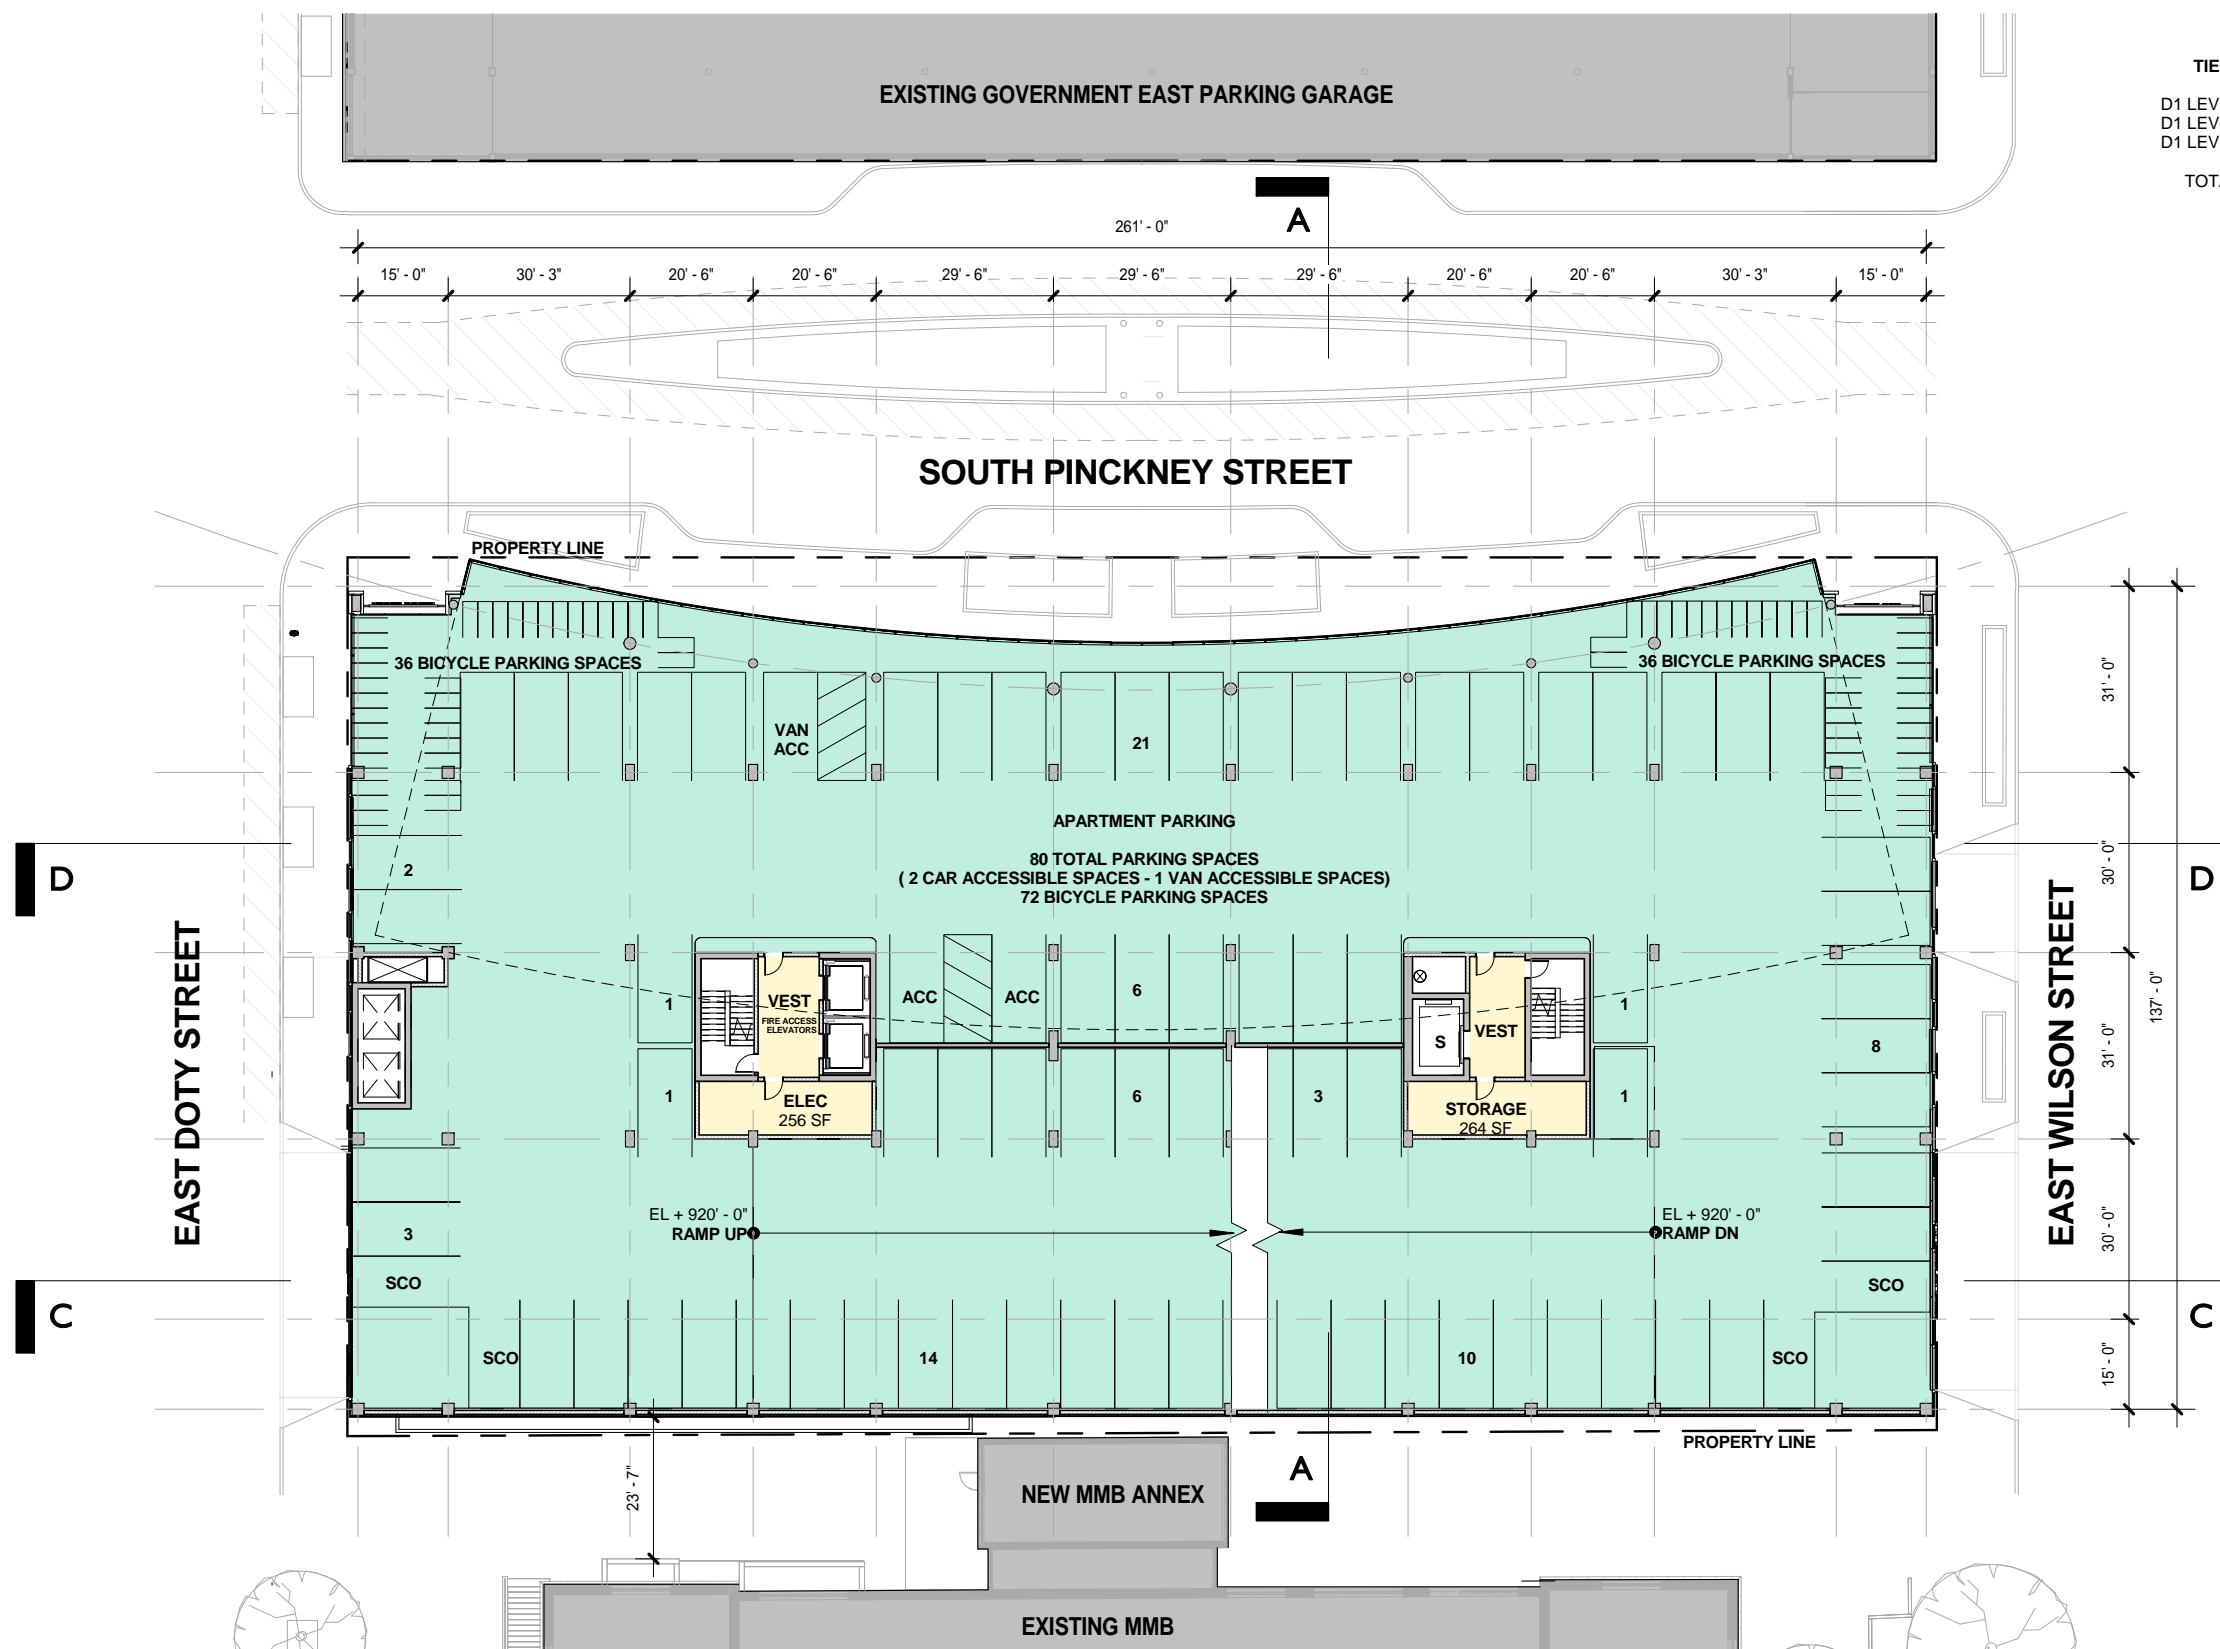 EXISTING GOVERNMENT EAST PARKING GARAGE
TIE
D1 LEV
D1 LEV
D1 LEV
TOT
A
261' - 0"
15' - 0"
30' - 3"
20' - 6"
20' - 6"
29' - 6"
29' - 6"
29' - 6"
20' - 6"
20' - 6"
30' - 3"
15' - 0"
SOUTH PINCKNEY STREET
PROPERTY LINE
36 BICYCLE PARKING SPACES
36 BICYCLE PARKING SPACES
31' - 0"
VAN
ACC
21
APARTMENT PARKING
80 TOTAL PARKING SPACES
( 2 CAR ACCESSIBLE SPACES - 1 VAN ACCESSIBLE SPACES)
72 BICYCLE PARKING SPACES
2
D
D
30' - 0"
EAST DOTY STREET
EAST WILSON STREET
137' - 0"
1
VEST
FIRE ACCESS
ELEVATORS
ACC
ACC
6
VEST
S
1
8
31' - 0"
1
ELEC
256 SF
6
3
STORAGE
264 SF
1
EL + 920' - 0"
RAMP UP
EL + 920' - 0"
RAMP DN
30' - 0"
3
SCO
SCO
C
C
SCO
14
10
SCO
15' - 0"
PROPERTY LINE
23' - 7"
NEW MMB ANNEX
A
EXISTING MMB